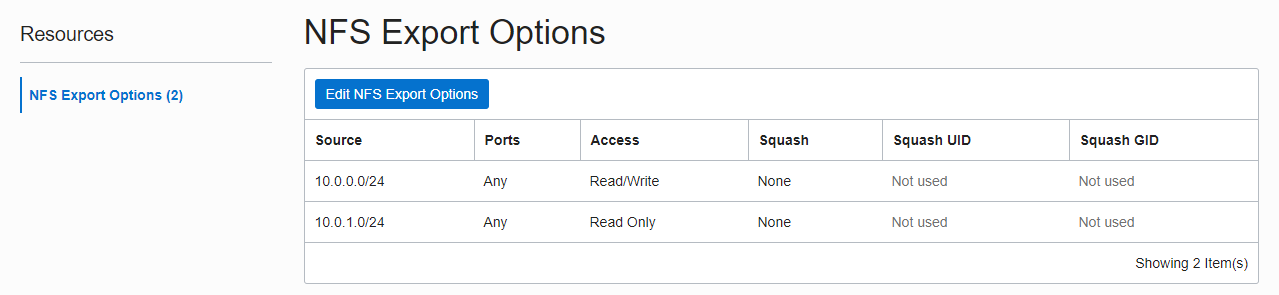 Resources
NFS Export Options (2)
NFS Export Options
Edit NFS Export Options
Source Ports Access Squash Squash UID Squash GID
10.0.0.0/24 Any Read/Write None Not used Not used
10.0.1.0/24 Any Read Only None Not used Not used
Showing 2 Item(s)